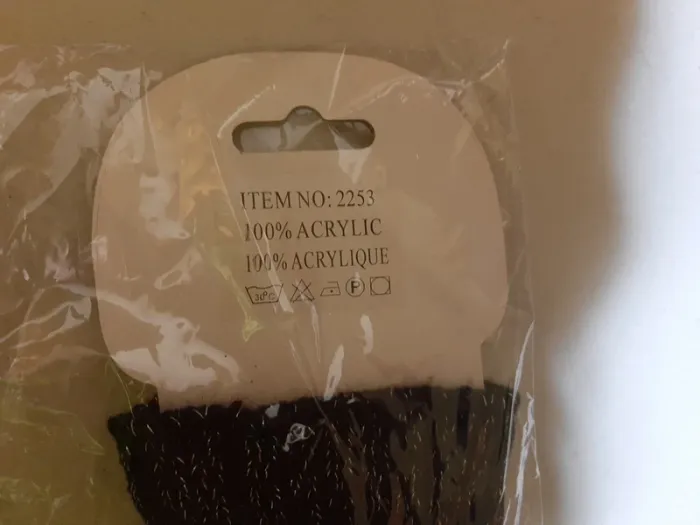 ITEM NO: 2253
100% ACRYLIC
100% ACRYLIQUE
30°C P